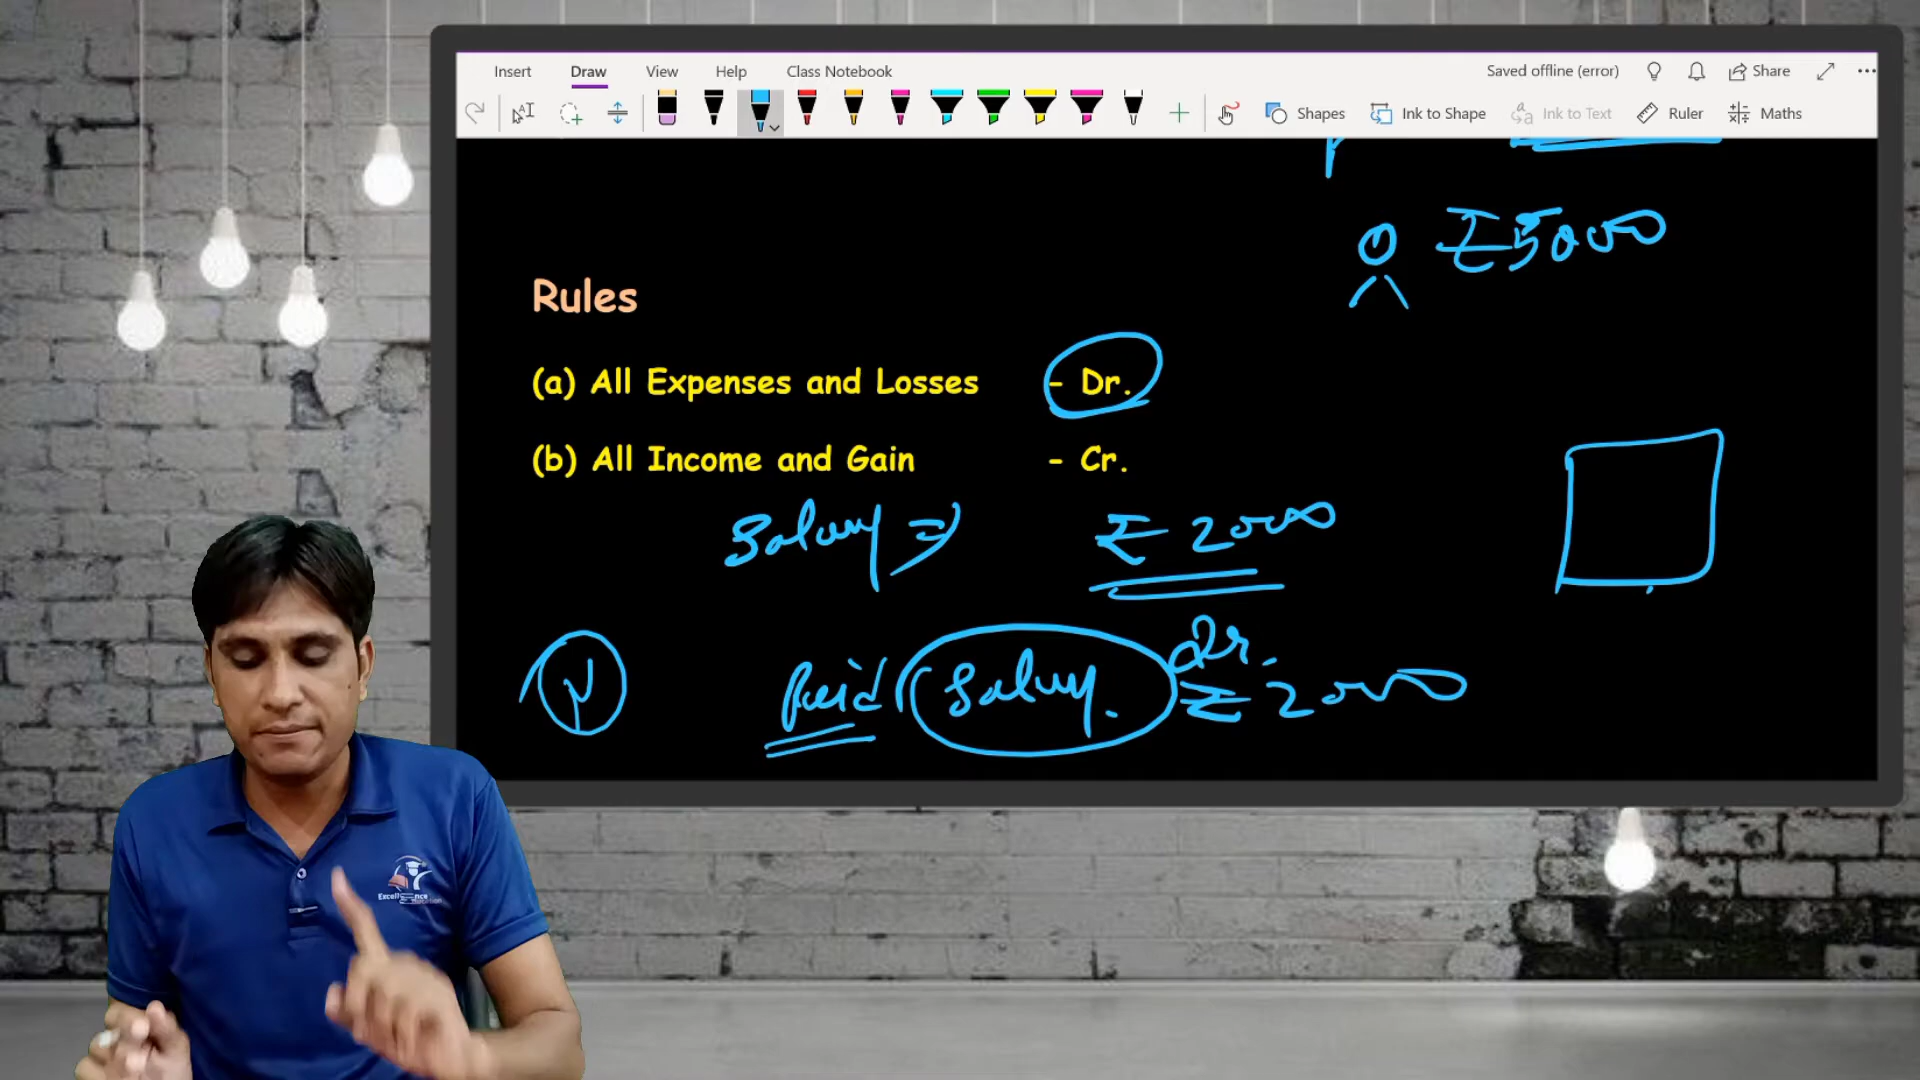 Insert Draw View Help Class Notebook Saved offline (error) Share
Shapes Ink to Shape Ink to Text Ruler Maths
₹5000
Rules
(a) All Expenses and Losses - Dr.
(b) All Income and Gain - Cr.
Salary ⇒ ₹2000
Dr.
Paid Salary. ₹2000
Excellence